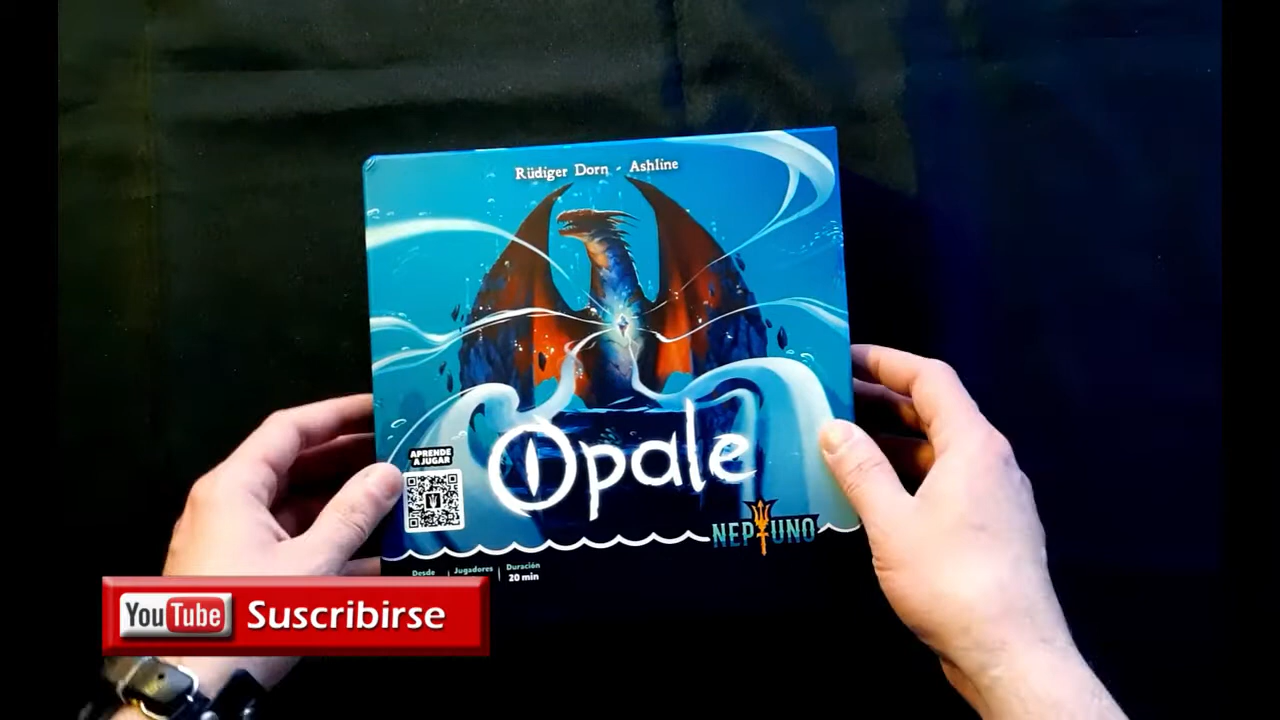 Rüdiger Dorn - Ashline
Opale
APRENDE
A JUGAR
NEPTUNO
Desde
Jugadores
Duración
20 min
YouTube Suscribirse